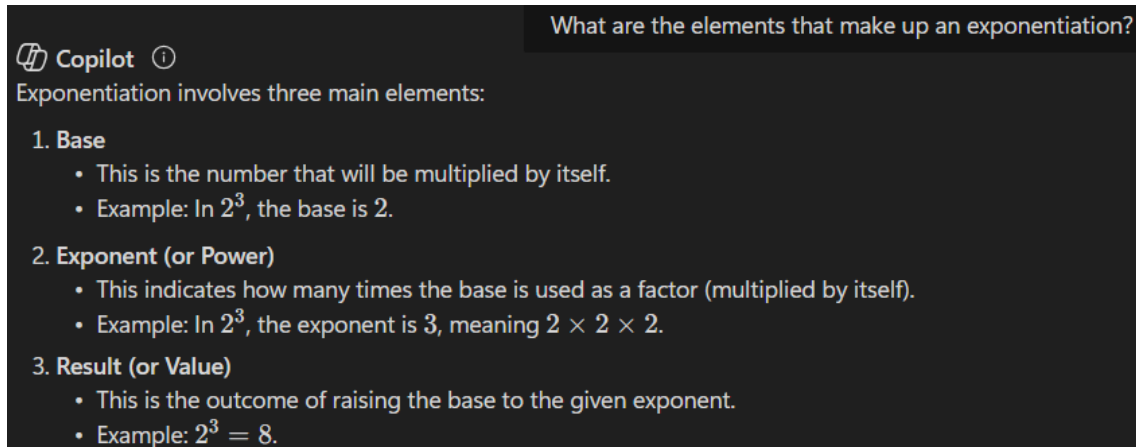 What are the elements that make up an exponentiation?
Copilot
Exponentiation involves three main elements:
1. Base
• This is the number that will be multiplied by itself.
• Example: In 2³, the base is 2.
2. Exponent (or Power)
• This indicates how many times the base is used as a factor (multiplied by itself).
• Example: In 2³, the exponent is 3, meaning 2 × 2 × 2.
3. Result (or Value)
• This is the outcome of raising the base to the given exponent.
• Example: 2³ = 8.